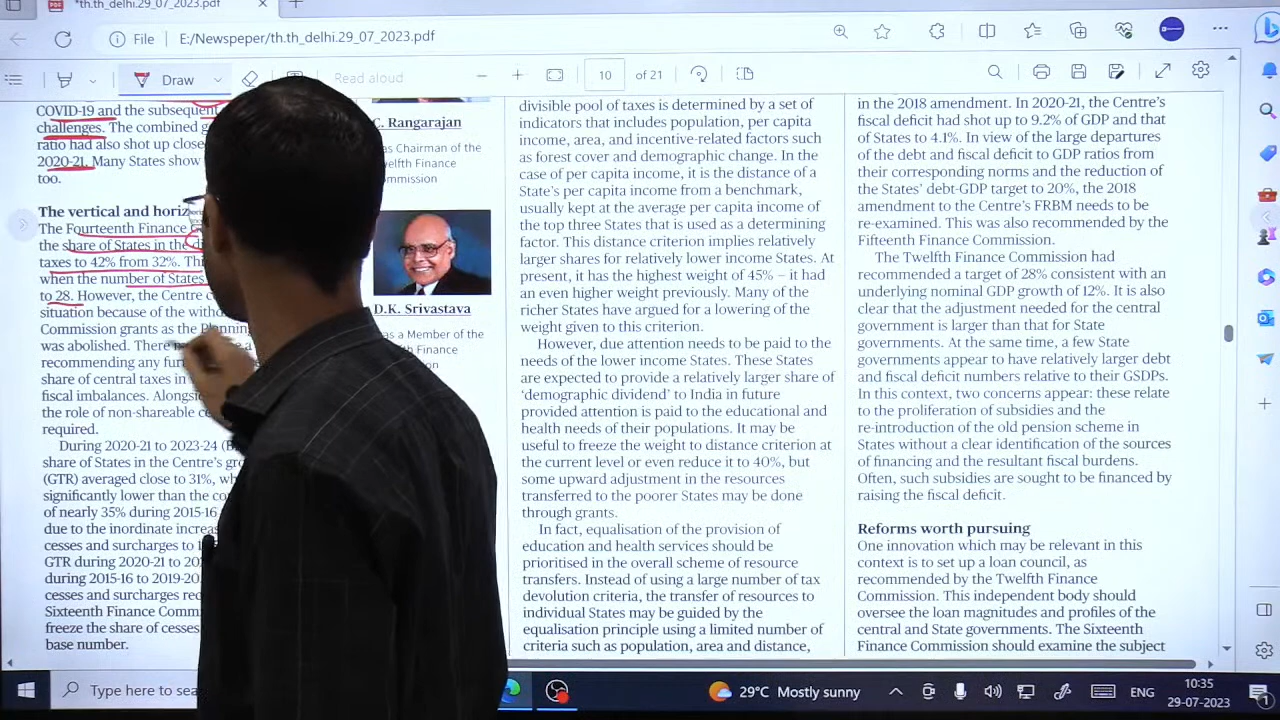 *th.th_delhi.29_07_2023.pdf
File
E:/Newspeper/th.th_delhi.29_07_2023.pdf
Draw
Read aloud
10
of 21
COVID-19 and the subsequent
challenges. The combined
ratio had also shot up close
2020-21. Many States show
too.
The vertical and
The Fourteenth Finance
the share of States in the
taxes to 42% from 32%.
when the number of States
to 28. However, the Centre
situation because of the
Commission grants as the Planning
was abolished. There a
recommending any
share of central taxes in
fiscal imbalances.
the role of non-shareable
required.
During 2020-21 to 2023-24
share of States in the Centre's
(GTR) averaged close to 31%,
significantly lower than the
of nearly 35% during 2015-16
due to the inordinate
cesses and surcharges to
GTR during 2020-21 to
during 2015-16 to
cesses and surcharges
Sixteenth Finance
freeze the share of cesses
base number.
C. Rangarajan
as Chairman of the
Finance
D.K. Srivastava
as a Member of the
Finance
divisible pool of taxes is determined by a set of
indicators that includes population, per capita
income, area, and incentive-related factors such
as forest cover and demographic change. In the
case of per capita income, it is the distance of a
State's per capita income from a benchmark,
usually kept at the average per capita income of
the top three States that is used as a determining
factor. This distance criterion implies relatively
larger shares for relatively lower income States. At
present, it has the highest weight of 45% – it had
an even higher weight previously. Many of the
richer States have argued for a lowering of the
weight given to this criterion.
However, due attention needs to be paid to the
needs of the lower income States. These States
are expected to provide a relatively larger share of
'demographic dividend' to India in future
provided attention is paid to the educational and
health needs of their populations. It may be
useful to freeze the weight to distance criterion at
the current level or even reduce it to 40%, but
some upward adjustment in the resources
transferred to the poorer States may be done
through grants.
In fact, equalisation of the provision of
education and health services should be
prioritised in the overall scheme of resource
transfers. Instead of using a large number of tax
devolution criteria, the transfer of resources to
individual States may be guided by the
equalisation principle using a limited number of
criteria such as population, area and distance,
in the 2018 amendment. In 2020-21, the Centre's
fiscal deficit had shot up to 9.2% of GDP and that
of States to 4.1%. In view of the large departures
of the debt and fiscal deficit to GDP ratios from
their corresponding norms and the reduction of
the States' debt-GDP target to 20%, the 2018
amendment to the Centre's FRBM needs to be
re-examined. This was also recommended by the
Fifteenth Finance Commission.
The Twelfth Finance Commission had
recommended a target of 28% consistent with an
underlying nominal GDP growth of 12%. It is also
clear that the adjustment needed for the central
government is larger than that for State
governments. At the same time, a few State
governments appear to have relatively larger debt
and fiscal deficit numbers relative to their GSDPs.
In this context, two concerns appear: these relate
to the proliferation of subsidies and the
re-introduction of the old pension scheme in
States without a clear identification of the sources
of financing and the resultant fiscal burdens.
Often, such subsidies are sought to be financed by
raising the fiscal deficit.
Reforms worth pursuing
One innovation which may be relevant in this
context is to set up a loan council, as
recommended by the Twelfth Finance
Commission. This independent body should
oversee the loan magnitudes and profiles of the
central and State governments. The Sixteenth
Finance Commission should examine the subject
Type here to
29°C Mostly sunny
ENG
10:35
29-07-2023